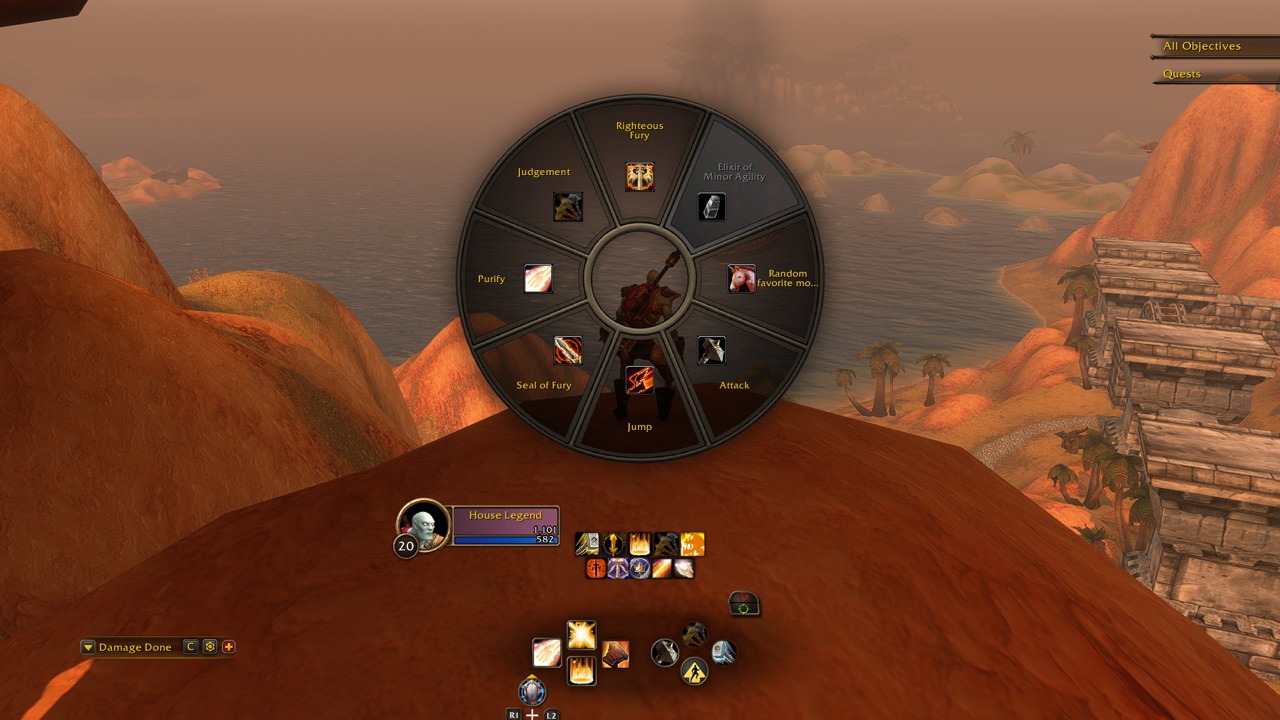 All Objectives
Quests
Righteous
Fury
Judgement
Elixir of
Minor Agility
Purify
Random
favorite mo...
Seal of Fury
Attack
Jump
House Legend
1,101
582
20
Damage Done
C
R1
L2